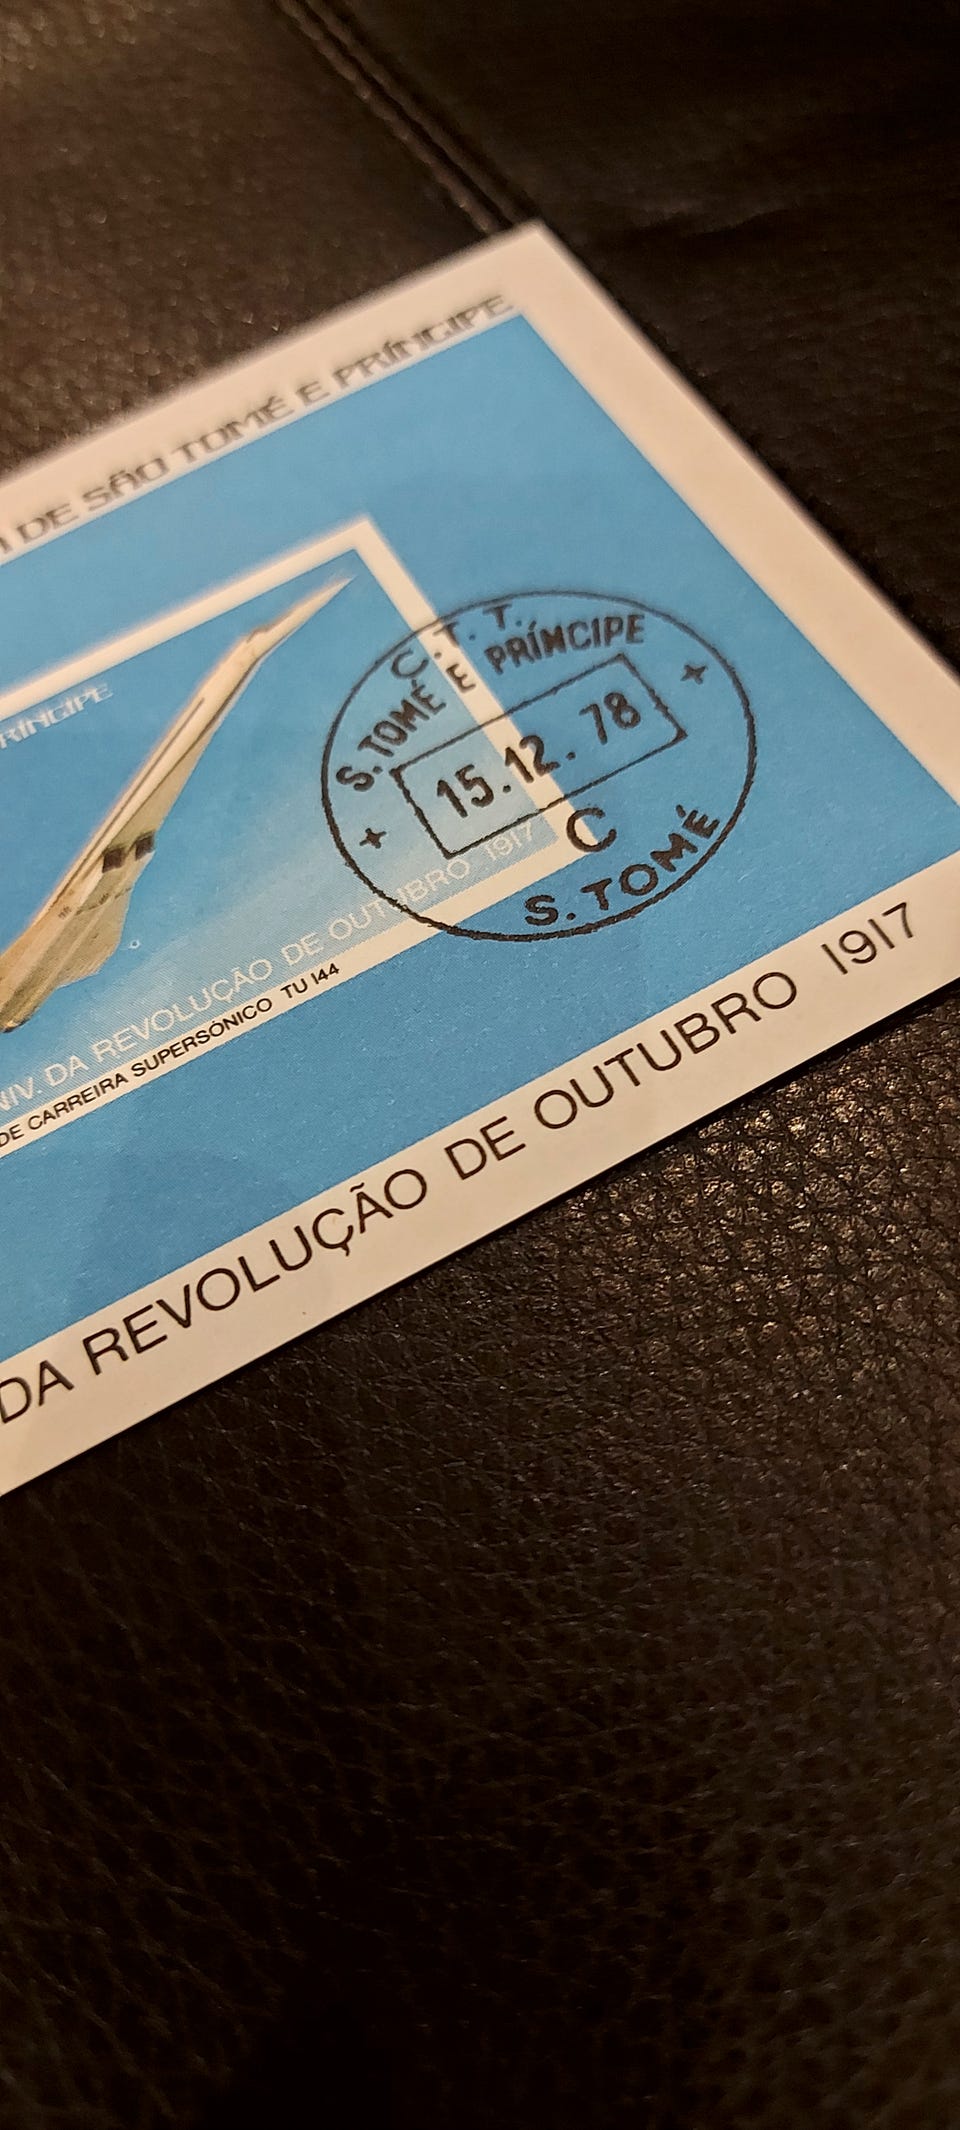 DE SÃO TOMÉ E PRÍNCIPE
RÍNCIPE
C.T.T.
S.TOMÉ E PRÍNCIPE
15.12.78
C
S. TOMÉ
NIV. DA REVOLUÇÃO DE OUTUBRO 1917
DE CARREIRA SUPERSÓNICO TU 144
DA REVOLUÇÃO DE OUTUBRO 1917